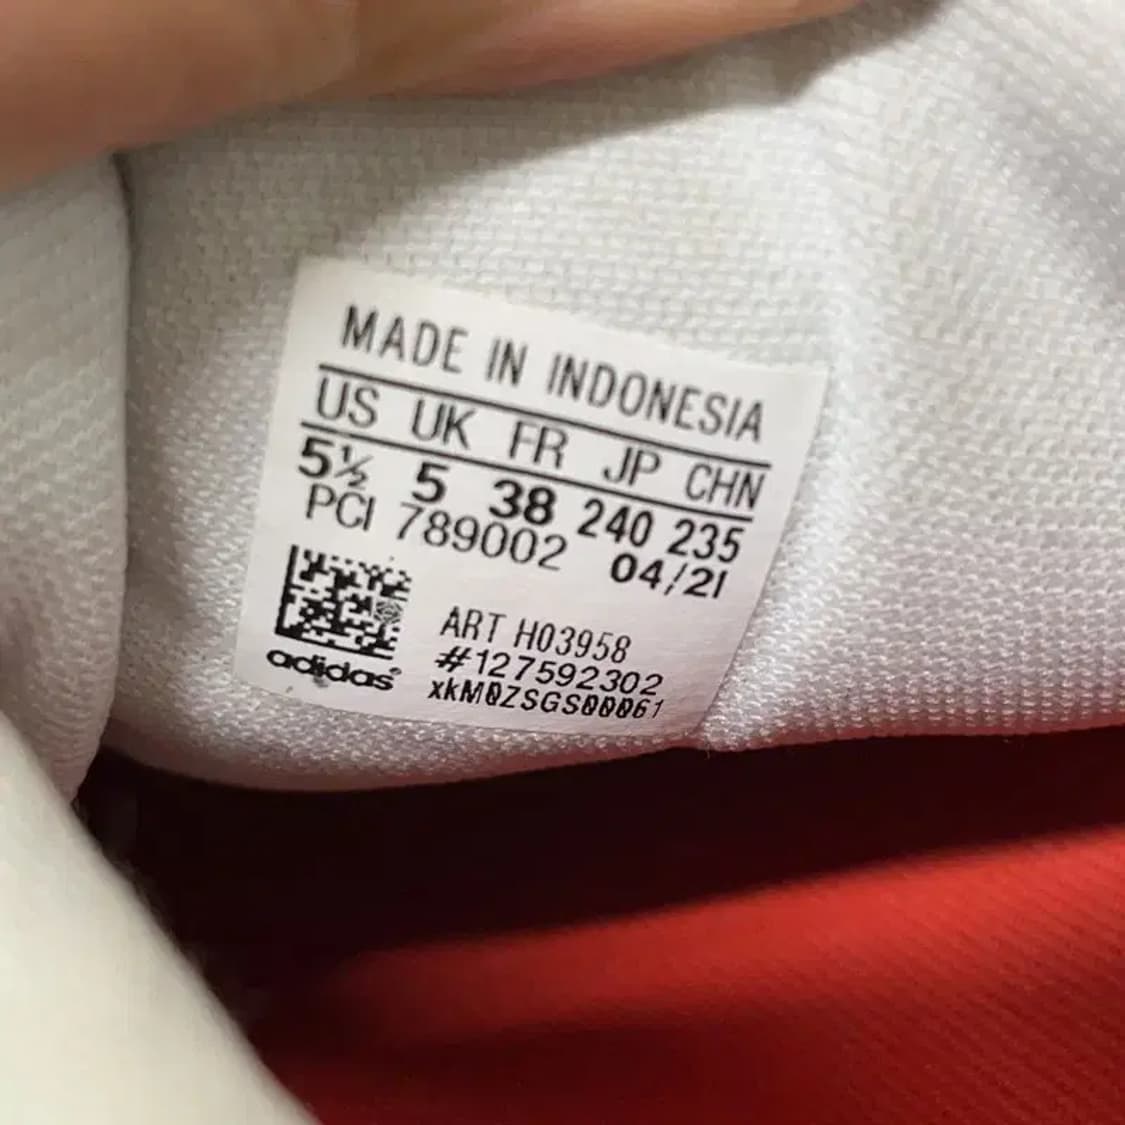 MADE IN INDONESIA
US UK FR JP CHN
5½ 5 38 240 235
PCI 789002 04/21
ART H03958
#127592302
xkM0ZSGS00061
adidas